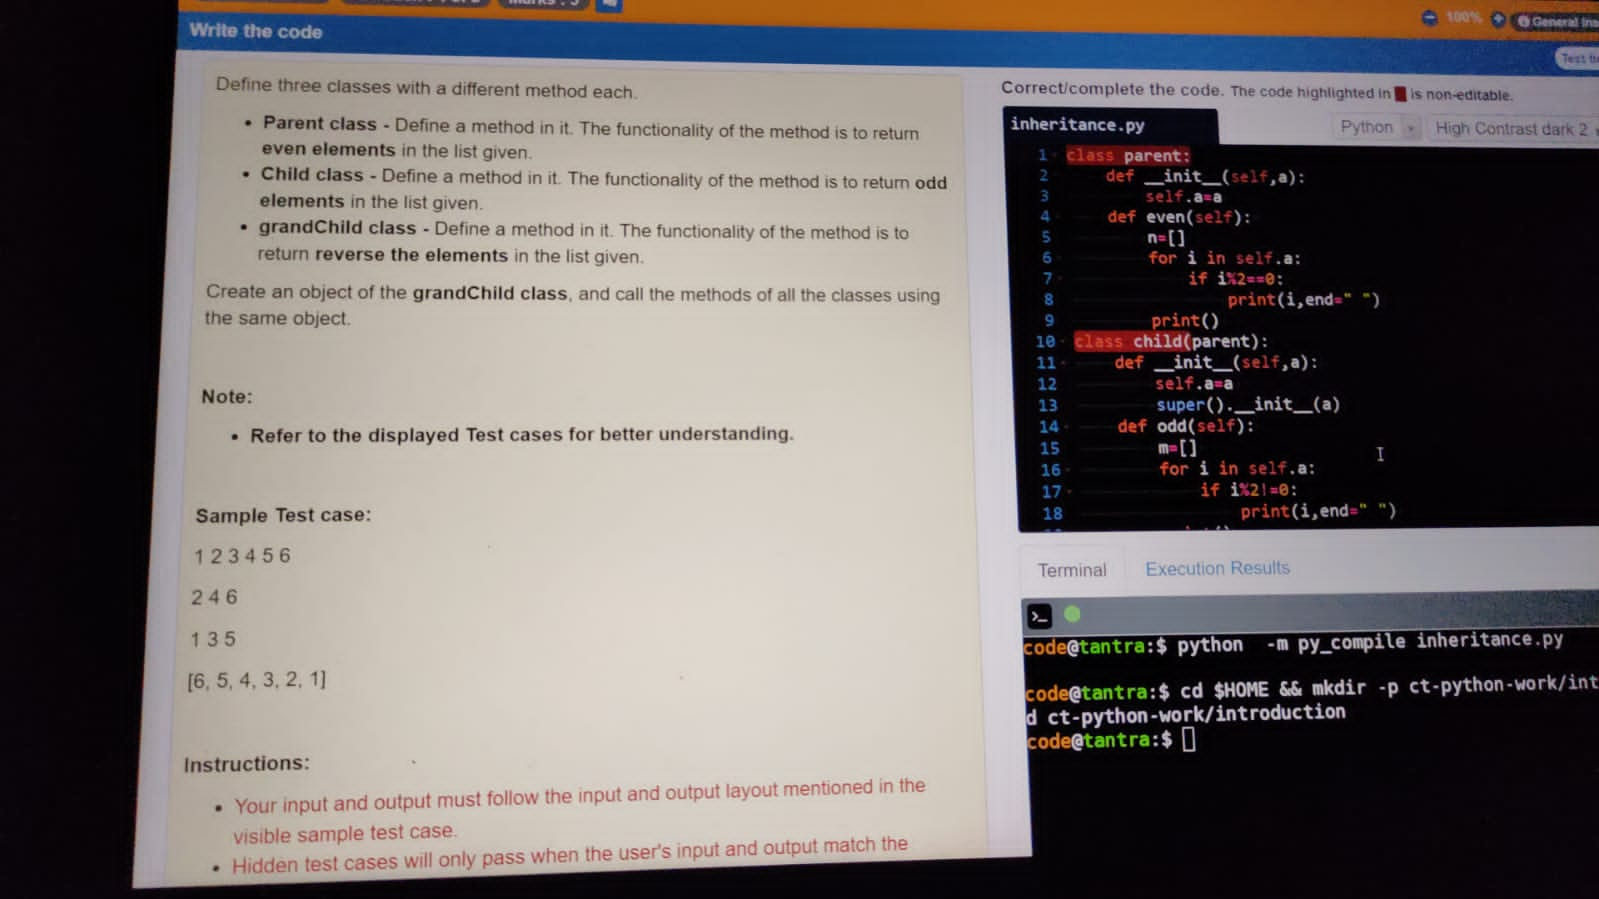 100%
General Ins
Write the code
Test
Define three classes with a different method each.
• Parent class - Define a method in it. The functionality of the method is to return
even elements in the list given.
• Child class - Define a method in it. The functionality of the method is to return odd
elements in the list given.
• grandChild class - Define a method in it. The functionality of the method is to
return reverse the elements in the list given.
Create an object of the grandChild class, and call the methods of all the classes using
the same object.
Note:
• Refer to the displayed Test cases for better understanding.
Sample Test case:
1 2 3 4 5 6
2 4 6
1 3 5
[6, 5, 4, 3, 2, 1]
Instructions:
• Your input and output must follow the input and output layout mentioned in the
visible sample test case.
• Hidden test cases will only pass when the user's input and output match the
Correct/complete the code. The code highlighted in is non-editable.
inheritance.py
Python
High Contrast dark 2
1 class parent:
2 def __init__(self,a):
3 self.a=a
4 def even(self):
5 n=[]
6 for i in self.a:
7 if i%2==0:
8 print(i,end=" ")
9 print()
10 class child(parent):
11 def __init__(self,a):
12 self.a=a
13 super().__init__(a)
14 def odd(self):
15 m=[]
16 for i in self.a:
17 if i%2!=0:
18 print(i,end=" ")
Terminal
Execution Results
code@tantra:$ python -m py_compile inheritance.py
code@tantra:$ cd $HOME && mkdir -p ct-python-work/int
d ct-python-work/introduction
code@tantra:$